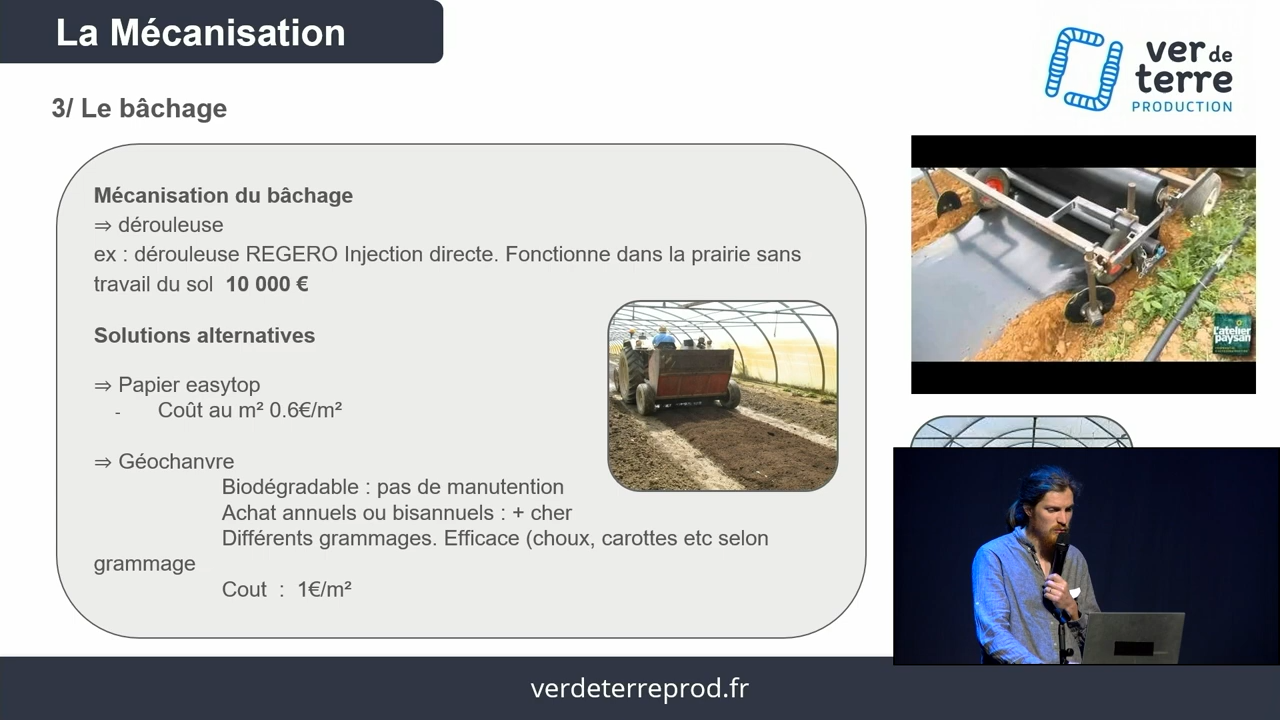 La Mécanisation
ver de
terre
PRODUCTION
3/ Le bâchage
Mécanisation du bâchage
⇒ dérouleuse
ex : dérouleuse REGERO Injection directe. Fonctionne dans la prairie sans
travail du sol 10 000 €
Solutions alternatives
⇒ Papier easytop
- Coût au m² 0.6€/m²
⇒ Géochanvre
Biodégradable : pas de manutention
Achat annuels ou bisannuels : + cher
Différents grammages. Efficace (choux, carottes etc selon
grammage
Cout : 1€/m²
l'atelier
paysan
verdeterreprod.fr